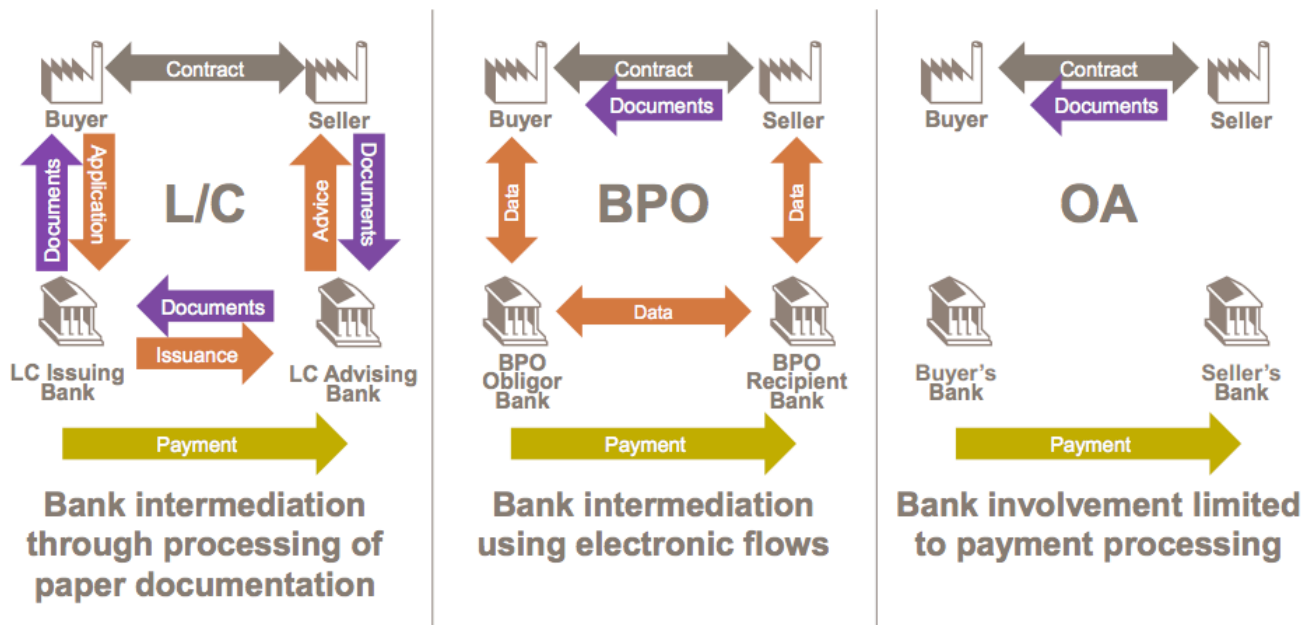 Contract
Buyer
Seller
Documents
Application
L/C
Advice
Documents
Documents
Issuance
LC Issuing
Bank
LC Advising
Bank
Payment
Bank intermediation
through processing of
paper documentation
Contract
Documents
Buyer
Seller
Data
BPO
Data
Data
BPO
Obligor
Bank
BPO
Recipient
Bank
Payment
Bank intermediation
using electronic flows
Contract
Documents
Buyer
Seller
OA
Buyer's
Bank
Seller's
Bank
Payment
Bank involvement limited
to payment processing